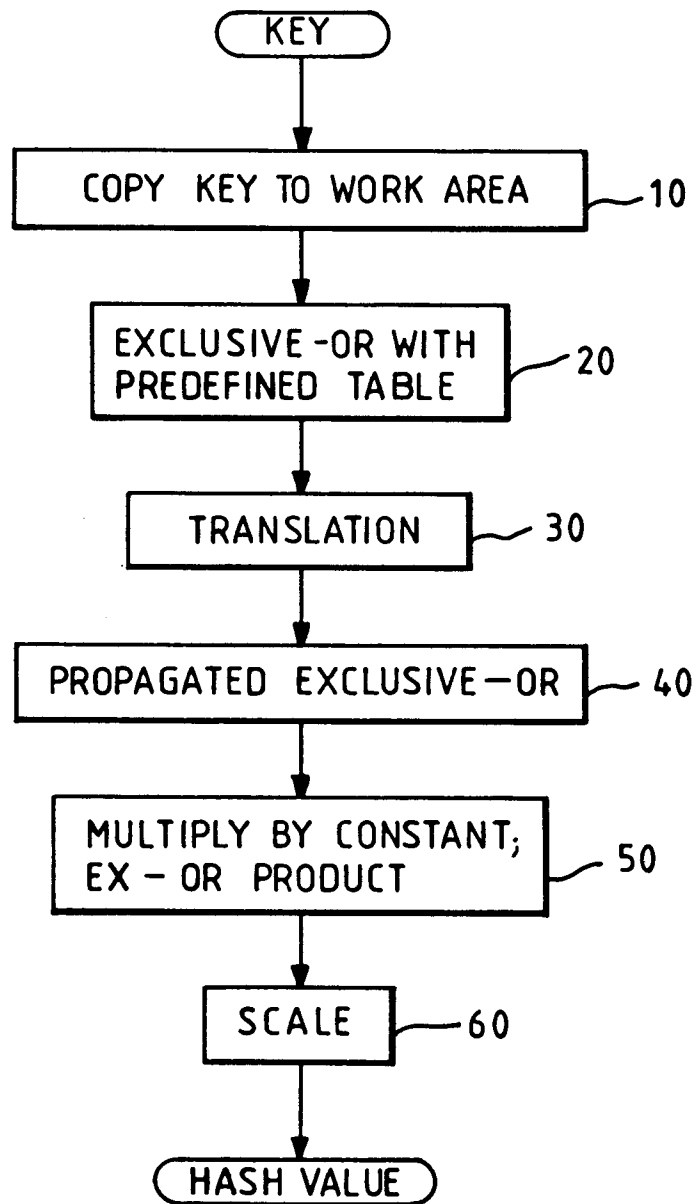 KEY
COPY KEY TO WORK AREA
10
EXCLUSIVE-OR WITH
PREDEFINED TABLE
20
TRANSLATION
30
PROPAGATED EXCLUSIVE-OR
40
MULTIPLY BY CONSTANT;
EX-OR PRODUCT
50
SCALE
60
HASH VALUE